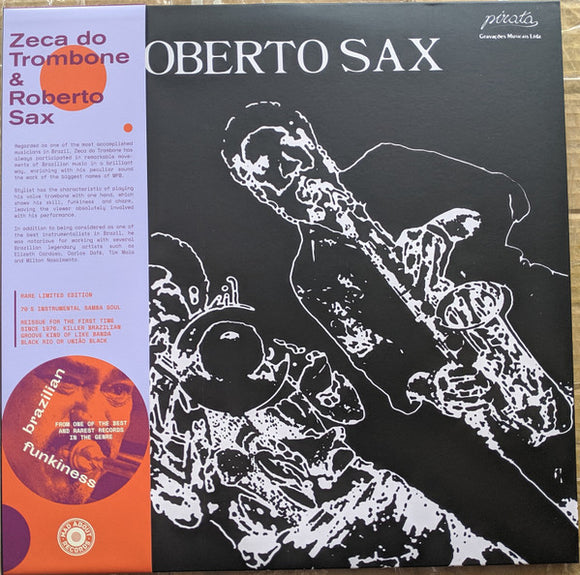 Zeca do
Trombone
&
Roberto
Sax
OBERTO SAX
pirata
Gravações Musicais Ltda
Regarded as one of the most accomplished
musicians in Brazil, Zeca do Trombone has
always participated in remarkable move-
ments of Brazilian music in a brilliant
way, enriching with his peculiar sound
the work of the biggest names of MPB.
Stylist has the characteristic of playing
his valve trombone with one hand, which
shows his skill, funkiness and charm,
leaving the viewer absolutely involved
with his performance.
In addition to being considered as one of
the best instrumentalists in Brazil, he
was notorious for working with several
Brazilian legendary artists such as
Elizeth Cardoso, Carlos Dafé, Tim Maia
and Milton Nascimento.
RARE LIMITED EDITION
70'S INSTRUMENTAL SAMBA SOUL
REISSUE FOR THE FIRST TIME
SINCE 1976. KILLER BRAZILIAN
GROOVE KIND OF LIKE BANDA
BLACK RIO OR UNIÃO BLACK
brazilian
FROM ONE OF THE BEST
AND RAREST RECORDS
IN THE GENRE
funkiness
MAD ABOUT
RECORDS